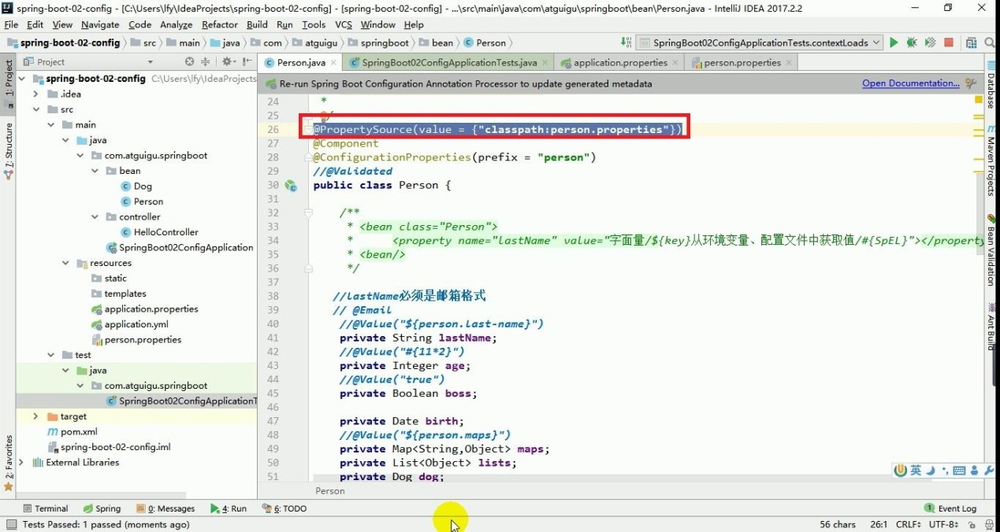 spring-boot-02-config - [C:\Users\lfy\IdeaProjects\spring-boot-02-config] - [spring-boot-02-config] - ...\src\main\java\com\atguigu\springboot\bean\Person.java - IntelliJ IDEA 2017.2.2
File Edit View Navigate Code Analyze Refactor Build Run Tools VCS Window Help
spring-boot-02-config src main java com atguigu springboot bean Person SpringBoot02ConfigApplicationTests.contextLoads
Project Person.java SpringBoot02ConfigApplicationTests.java application.properties person.properties
Re-run Spring Boot Configuration Annotation Processor to update generated metadata Open Documentation...
1: Project
Z: Structure
2: Favorites
spring-boot-02-config C:\Users\lfy\IdeaProjects
.idea
src
main
java
com.atguigu.springboot
bean
Dog
Person
controller
HelloController
SpringBoot02ConfigApplication
resources
static
templates
application.properties
application.yml
person.properties
test
java
com.atguigu.springboot
SpringBoot02ConfigApplicationT
target
pom.xml
spring-boot-02-config.iml
External Libraries
24 *
25 */
26 @PropertySource(value = {"classpath:person.properties"})
27 @Component
28 @ConfigurationProperties(prefix = "person")
29 //@Validated
30 public class Person {
31
32 /**
33 * <bean class="Person">
34 * <property name="lastName" value="字面量/${key}从环境变量、配置文件中获取值/#{SpEL}"></property
35 * <bean/>
36 */
37
38 //lastName必须是邮箱格式
39 // @Email
40 //@Value("${person.last-name}")
41 private String lastName;
42 //@Value("#{11*2}")
43 private Integer age;
44 //@Value("true")
45 private Boolean boss;
46
47 private Date birth;
48 //@Value("${person.maps}")
49 private Map<String,Object> maps;
50 private List<Object> lists;
51 private Dog dog;
Person
Database
Maven Projects
Bean Validation
Ant Build
英
Terminal Spring 0: Messages 4: Run 6: TODO 1 Event Log
Tests Passed: 1 passed (moments ago) 56 chars 26:1 CRLF UTF-8